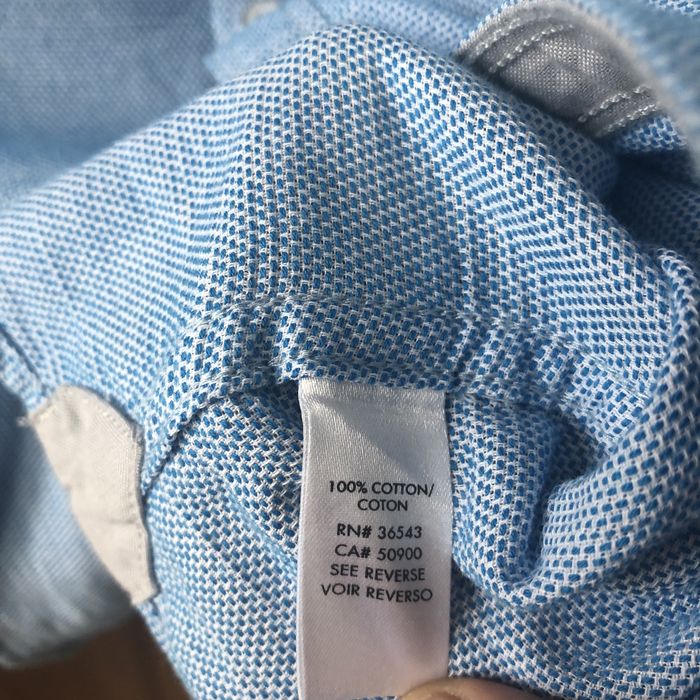 100% COTTON/
COTON
RN# 36543
CA# 50900
SEE REVERSE
VOIR REVERSO